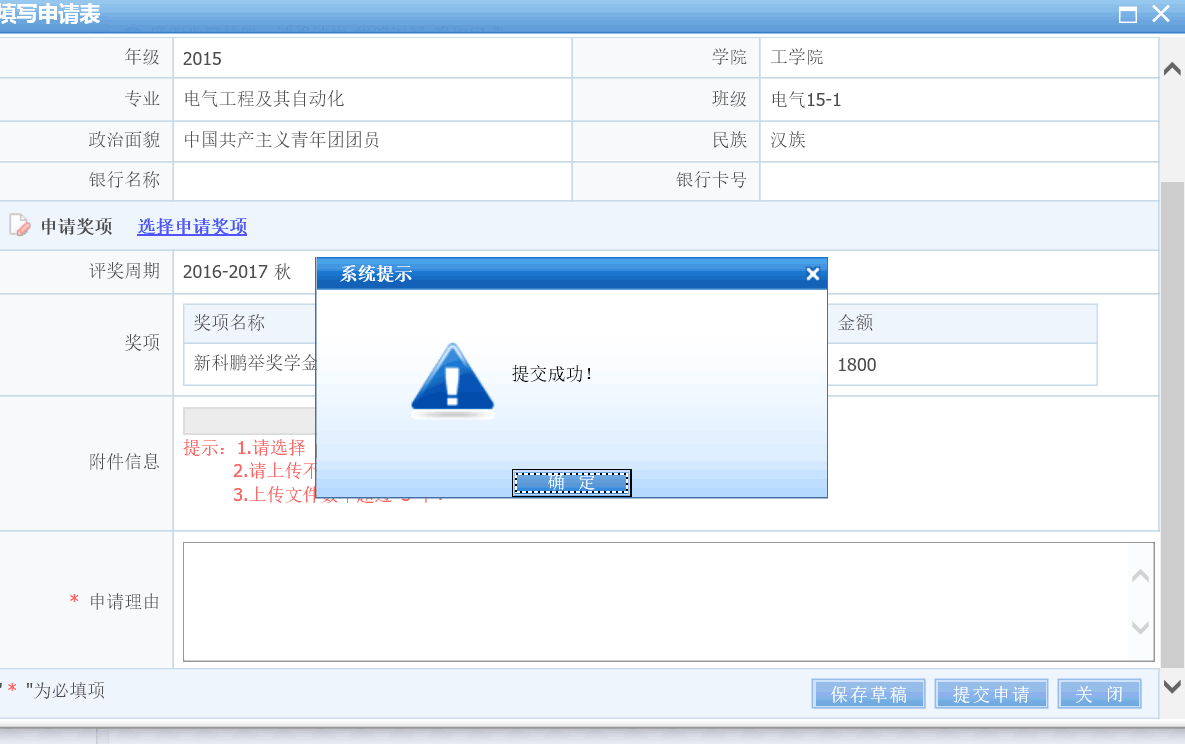 填写申请表
年级 2015 学院 工学院
专业 电气工程及其自动化 班级 电气15-1
政治面貌 中国共产主义青年团团员 民族 汉族
银行名称 银行卡号
申请奖项 选择申请奖项
评奖周期 2016-2017 秋
系统提示
奖项 奖项名称 金额
新科鹏举奖学金 1800
提交成功！
附件信息
提示：1.请选择
2.请上传不
3.上传文件
确 定
* 申请理由
"* "为必填项
保存草稿 提交申请 关 闭